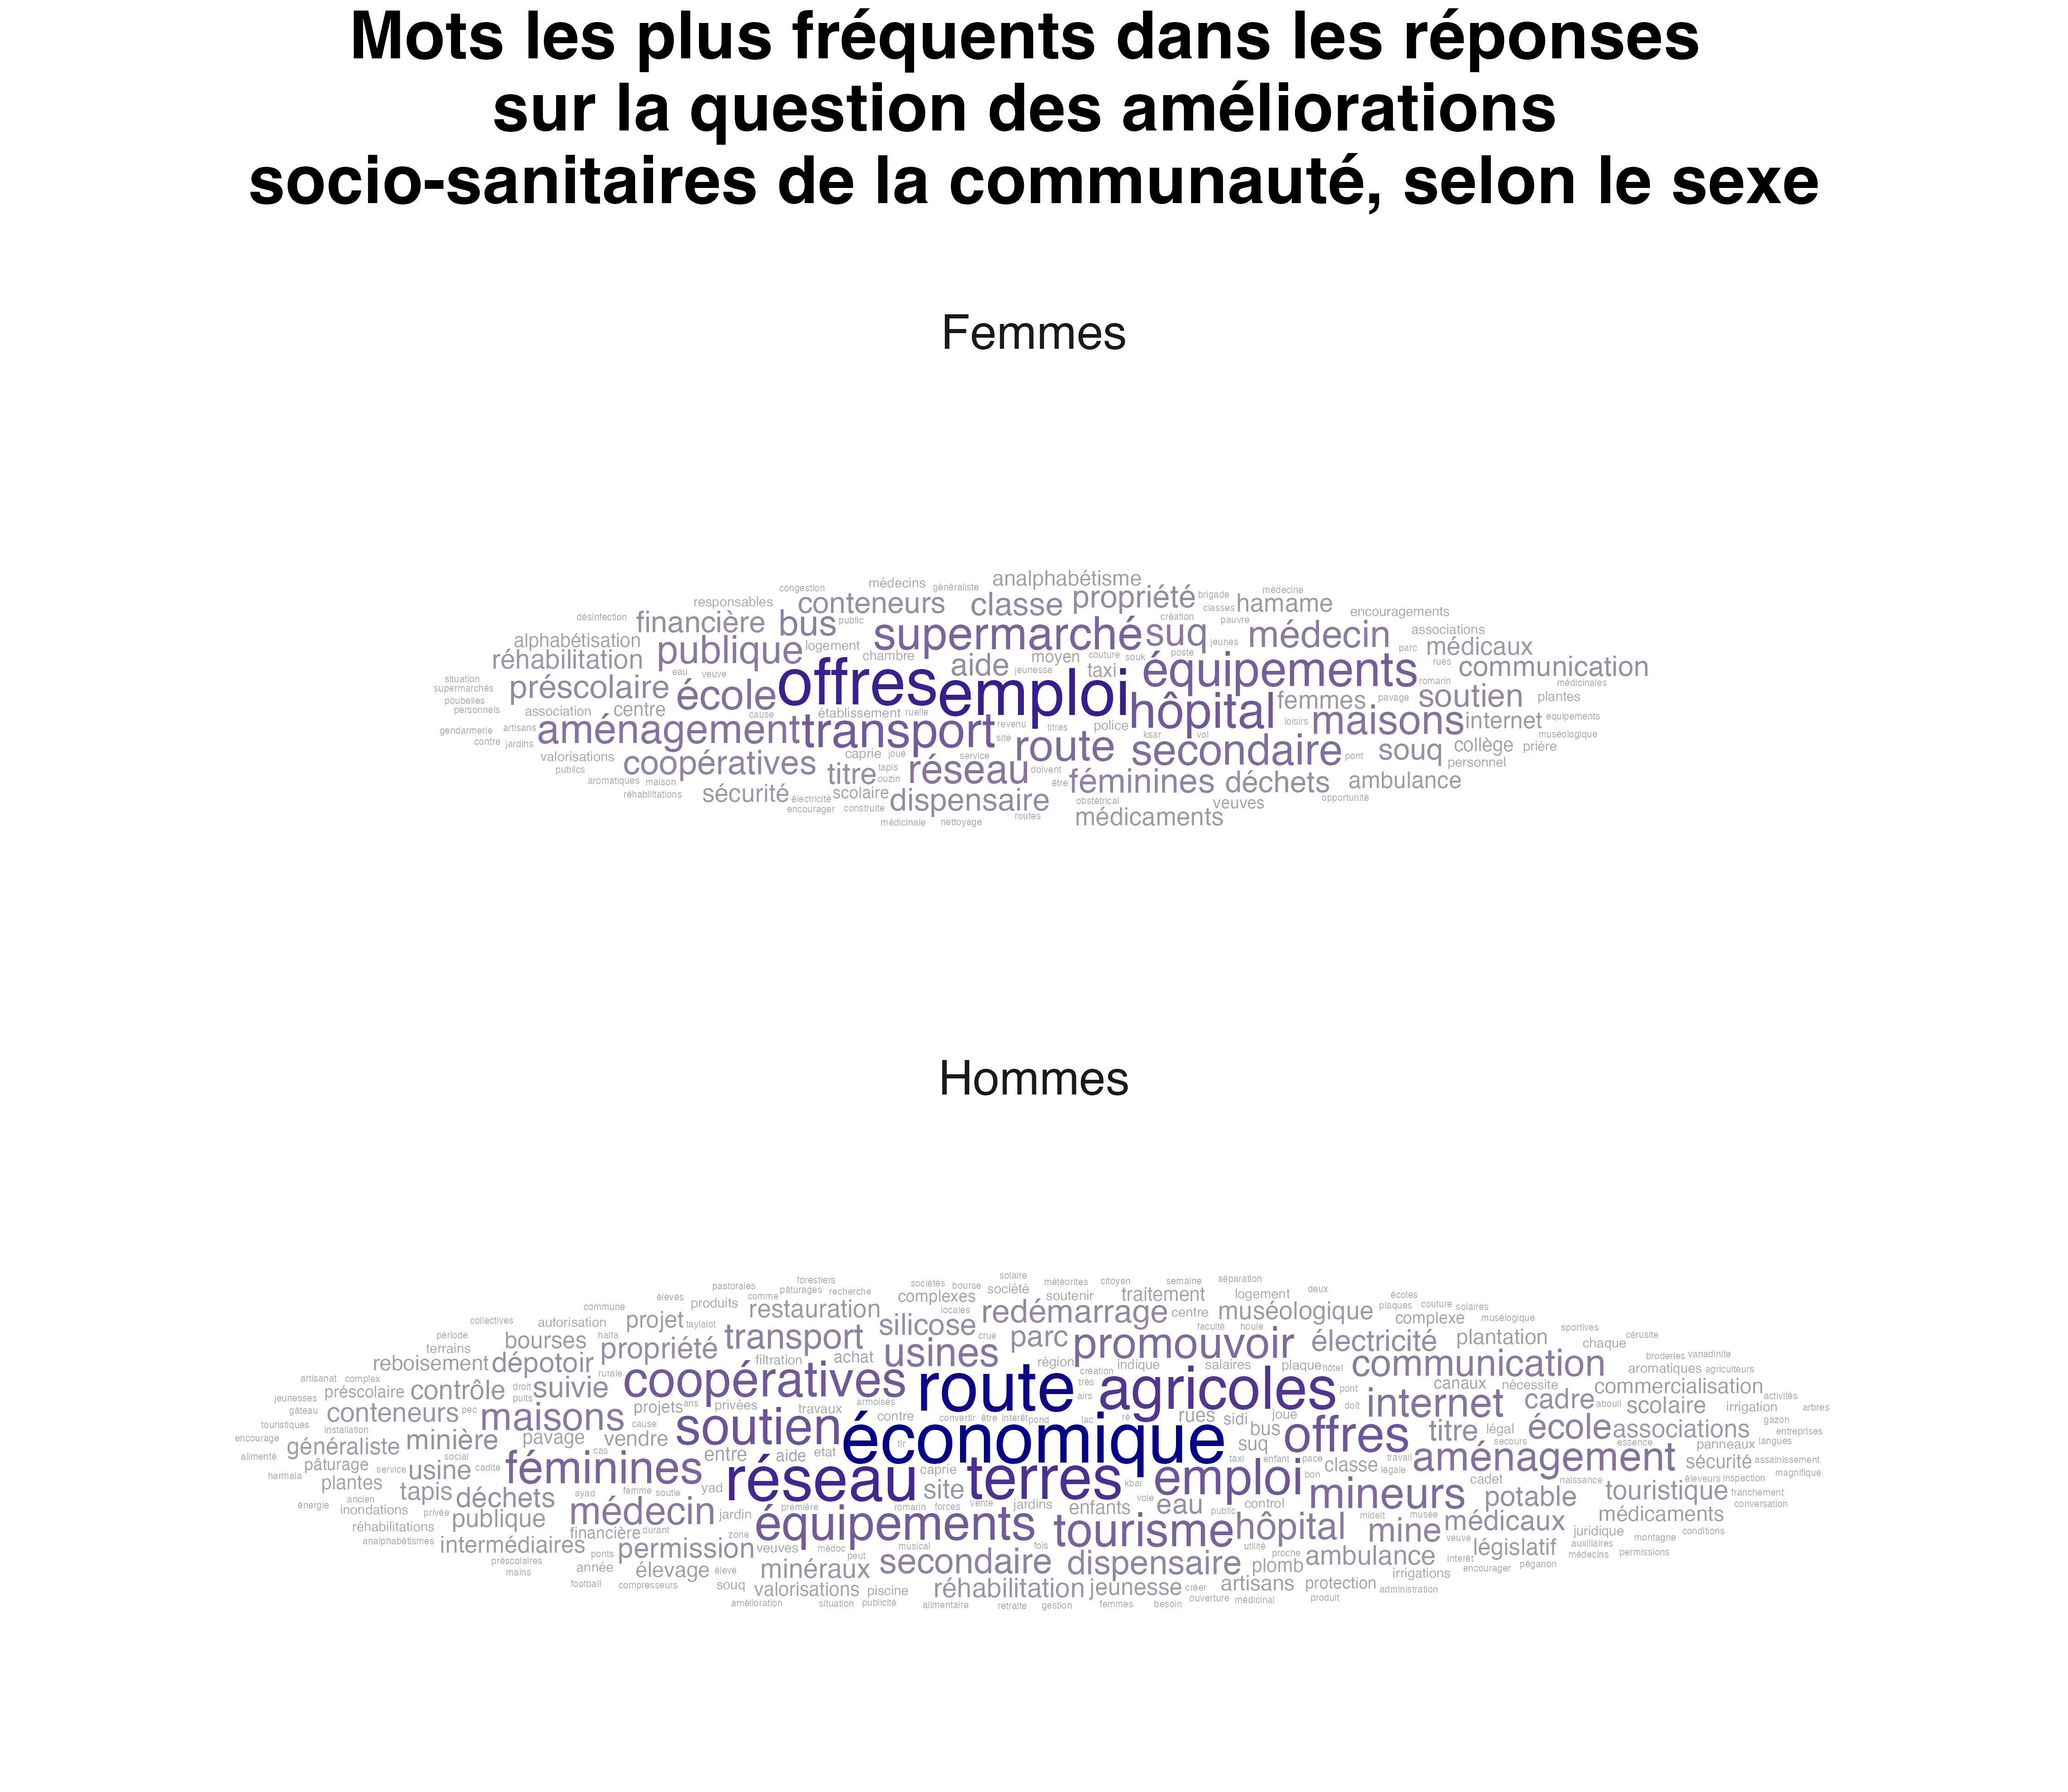 Mots les plus fréquents dans les réponses
sur la question des améliorations
socio-sanitaires de la communauté, selon le sexe
Femmes
congestion médecins généraliste analphabétisme médecine
responsables conteneurs classe propriété brigade classes hamame encouragements
désinfection financière bus public supermarché suq création pauvre jeunes médecin associations
alphabétisation publique logement chambre aide moyen couture souk poste parc médicaux
réhabilitation eau veuve offres jeunesse taxi équipements rues communication
situation préscolaire école emploi romarin médicinales
supermarchés poubelles personnels association centre hôpital femmes pavage soutien plantes
gendarmerie artisans aménagement cause établissement ruelle transport revenu titres police loisirs maisons internet equipements
contre jardins site route ksar vol secondaire muséologique
valorisations coopératives caprie joue service pont souq collège prière
publics titre tapis réseau doivent féminines déchets personnel
aromatiques maison ouzin être ambulance
réhabilitations sécurité électricité scolaire dispensaire obstétrical veuves opportunité
encourager construite médicaments
médicinale nettoyage routes
Hommes
pastorales forestiers sociétés bourse solaire météorites citoyen semaine séparation
élevés comme pâturages recherche complexes société soutenir traitement logement deux écoles
commune produits restauration locales redémarrage centre muséologique plaques couture solaires
collectives autorisation projet taylalot silicose faculté houle complexe musélogique
période bourses haifa transport crue parc promouvoir électricité plantation sportives chaque cérusite
terrains propriété usines broderies vanadinite
reboisement dépotoir rurale filtration achat région indique salaires plaque hôtel communication aromatiques agriculteurs
artisanat complex coopératives route création agricoles canaux nécessite commercialisation
jeunesses préscolaire contrôle droit puits suivie ans privées armoises très airs pont internet cadre abouli scolaire activités
gâteau conteneurs pec maisons projets travaux contre convertir être intérêt pond lac ré rues sidi joue doit irrigation arbres
touristiques installation cause soutien économique bus offres titre légal école associations gazon entreprises
encourage généraliste minière pavage vendre entre aide etat tir suq secours essence panneaux langues
alimenté pâturage social cas taxi enfant pace travail aménagement sécurité assainissement
harmala service usine cadite féminines réseau caprie terres emploi bon classe légale magnifique
plantes tapis yad site kbar mineurs cadet naissance éleveurs inspection
énergie ancien déchets ayad femme soutie vole potable touristique franchement
inondations privée publique médecin jardin première romarin forces vente jardins enfants eau public control midelt musée médicaments conversation
réhabilitations financière durant équipements tourisme hôpital mine médicaux juridique conditions
analphabétismes intermédiaires ponts zone veuves médoc musical fois utilité proche veuve législatif auxiliaires montagne
préscolaires permission peut secondaire dispensaire plomb ambulance interêt médecins permissions
mains année élevage élevé minéraux encourager péganon
football compresseurs souq valorisations piscine réhabilitation jeunesse créer artisans protection irrigations administration
amélioration situation publicité alimentaire retraite gestion femmes besoin ouverture médicinal produit